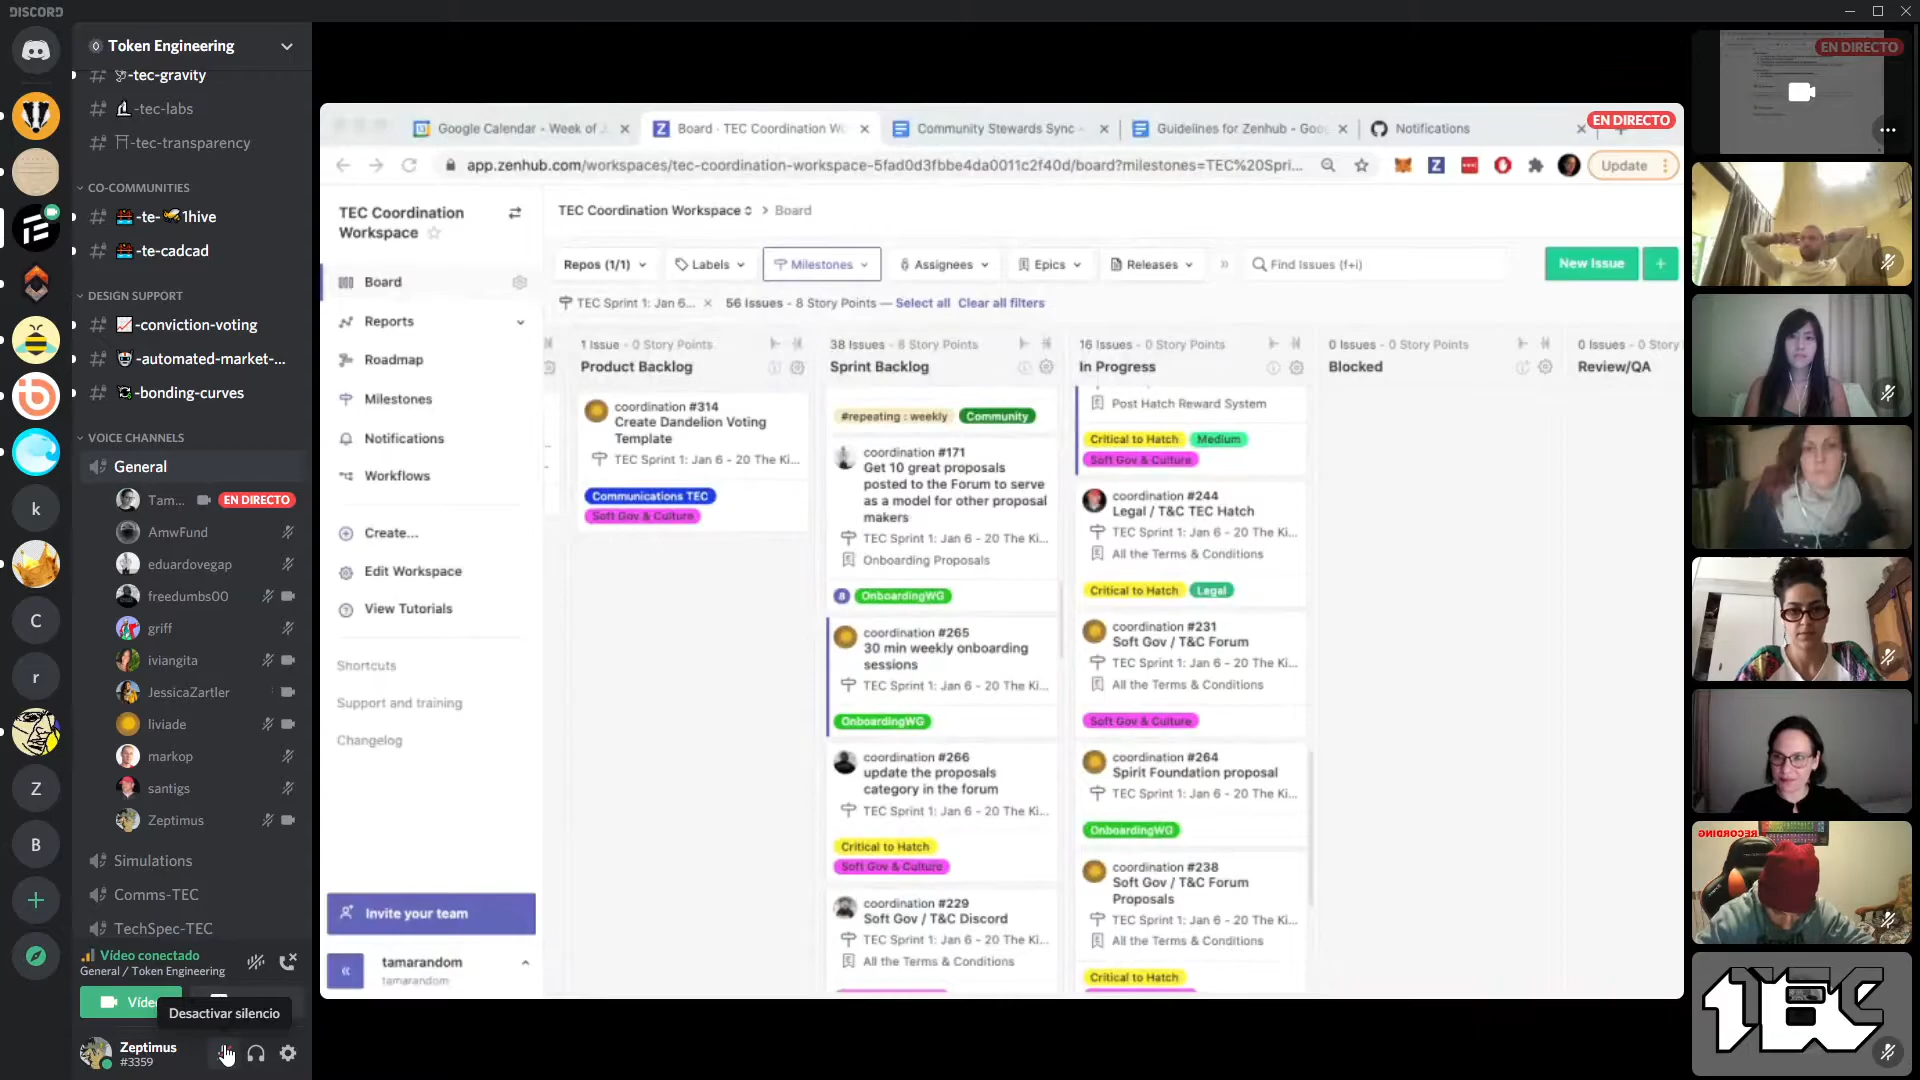 DISCORD
Token Engineering
-tec-gravity
-tec-labs
-tec-transparency
CO-COMMUNITIES
-te-1hive
-te-cadcad
DESIGN SUPPORT
-conviction-voting
-automated-market-...
-bonding-curves
VOICE CHANNELS
General
Tam... EN DIRECTO
AmwFund
eduardovegap
freedumbs00
griff
iviangita
JessicaZartler
liviade
markop
santigs
Zeptimus
Simulations
Comms-TEC
TechSpec-TEC
Vídeo conectado
General / Token Engineering
Víde
Desactivar silencio
Zeptimus
#3359
k
C
r
Z
B
Google Calendar - Week of J
Board · TEC Coordination W
Community Stewards Sync -
Guidelines for Zenhub - Goo
Notifications
EN DIRECTO
app.zenhub.com/workspaces/tec-coordination-workspace-5fad0d3fbbe4da0011c2f40d/board?milestones=TEC%20Spri...
Update
TEC Coordination
Workspace
Board
Reports
Roadmap
Milestones
Notifications
Workflows
Create...
Edit Workspace
View Tutorials
Shortcuts
Support and training
Changelog
Invite your team
tamarandom
tamarandom
TEC Coordination Workspace > Board
Repos (1/1)
Labels
Milestones
Assignees
Epics
Releases
Find Issues (f+i)
New Issue
TEC Sprint 1: Jan 6... × 56 Issues - 8 Story Points — Select all Clear all filters
1 Issue - 0 Story Points
Product Backlog
coordination #314
Create Dandelion Voting
Template
TEC Sprint 1: Jan 6 - 20 The Ki...
Communications TEC
Soft Gov & Culture
38 Issues - 8 Story Points
Sprint Backlog
#repeating : weekly Community
coordination #171
Get 10 great proposals
posted to the Forum to serve
as a model for other proposal
makers
TEC Sprint 1: Jan 6 - 20 The Ki...
Onboarding Proposals
8 OnboardingWG
coordination #265
30 min weekly onboarding
sessions
TEC Sprint 1: Jan 6 - 20 The Ki...
OnboardingWG
coordination #266
update the proposals
category in the forum
TEC Sprint 1: Jan 6 - 20 The Ki...
Critical to Hatch
Soft Gov & Culture
coordination #229
Soft Gov / T&C Discord
TEC Sprint 1: Jan 6 - 20 The Ki...
All the Terms & Conditions
16 Issues - 0 Story Points
In Progress
Post Hatch Reward System
Critical to Hatch Medium
Soft Gov & Culture
coordination #244
Legal / T&C TEC Hatch
TEC Sprint 1: Jan 6 - 20 The Ki...
All the Terms & Conditions
Critical to Hatch Legal
coordination #231
Soft Gov / T&C Forum
TEC Sprint 1: Jan 6 - 20 The Ki...
All the Terms & Conditions
Soft Gov & Culture
coordination #264
Spirit Foundation proposal
TEC Sprint 1: Jan 6 - 20 The Ki...
OnboardingWG
coordination #238
Soft Gov / T&C Forum
Proposals
TEC Sprint 1: Jan 6 - 20 The Ki...
All the Terms & Conditions
Critical to Hatch
0 Issues - 0 Story Points
Blocked
0 Issues - 0 Story
Review/QA
EN DIRECTO
RECORDING
TEC